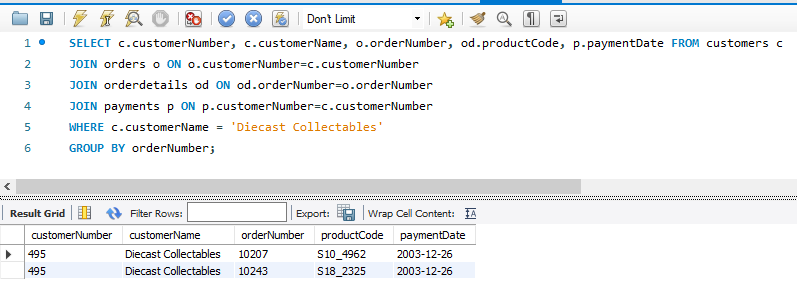 Don't Limit
1 SELECT c.customerNumber, c.customerName, o.orderNumber, od.productCode, p.paymentDate FROM customers c
2 JOIN orders o ON o.customerNumber=c.customerNumber
3 JOIN orderdetails od ON od.orderNumber=o.orderNumber
4 JOIN payments p ON p.customerNumber=c.customerNumber
5 WHERE c.customerName = 'Diecast Collectables'
6 GROUP BY orderNumber;
Result Grid Filter Rows: Export: Wrap Cell Content:
customerNumber customerName orderNumber productCode paymentDate
495 Diecast Collectables 10207 S10_4962 2003-12-26
495 Diecast Collectables 10243 S18_2325 2003-12-26